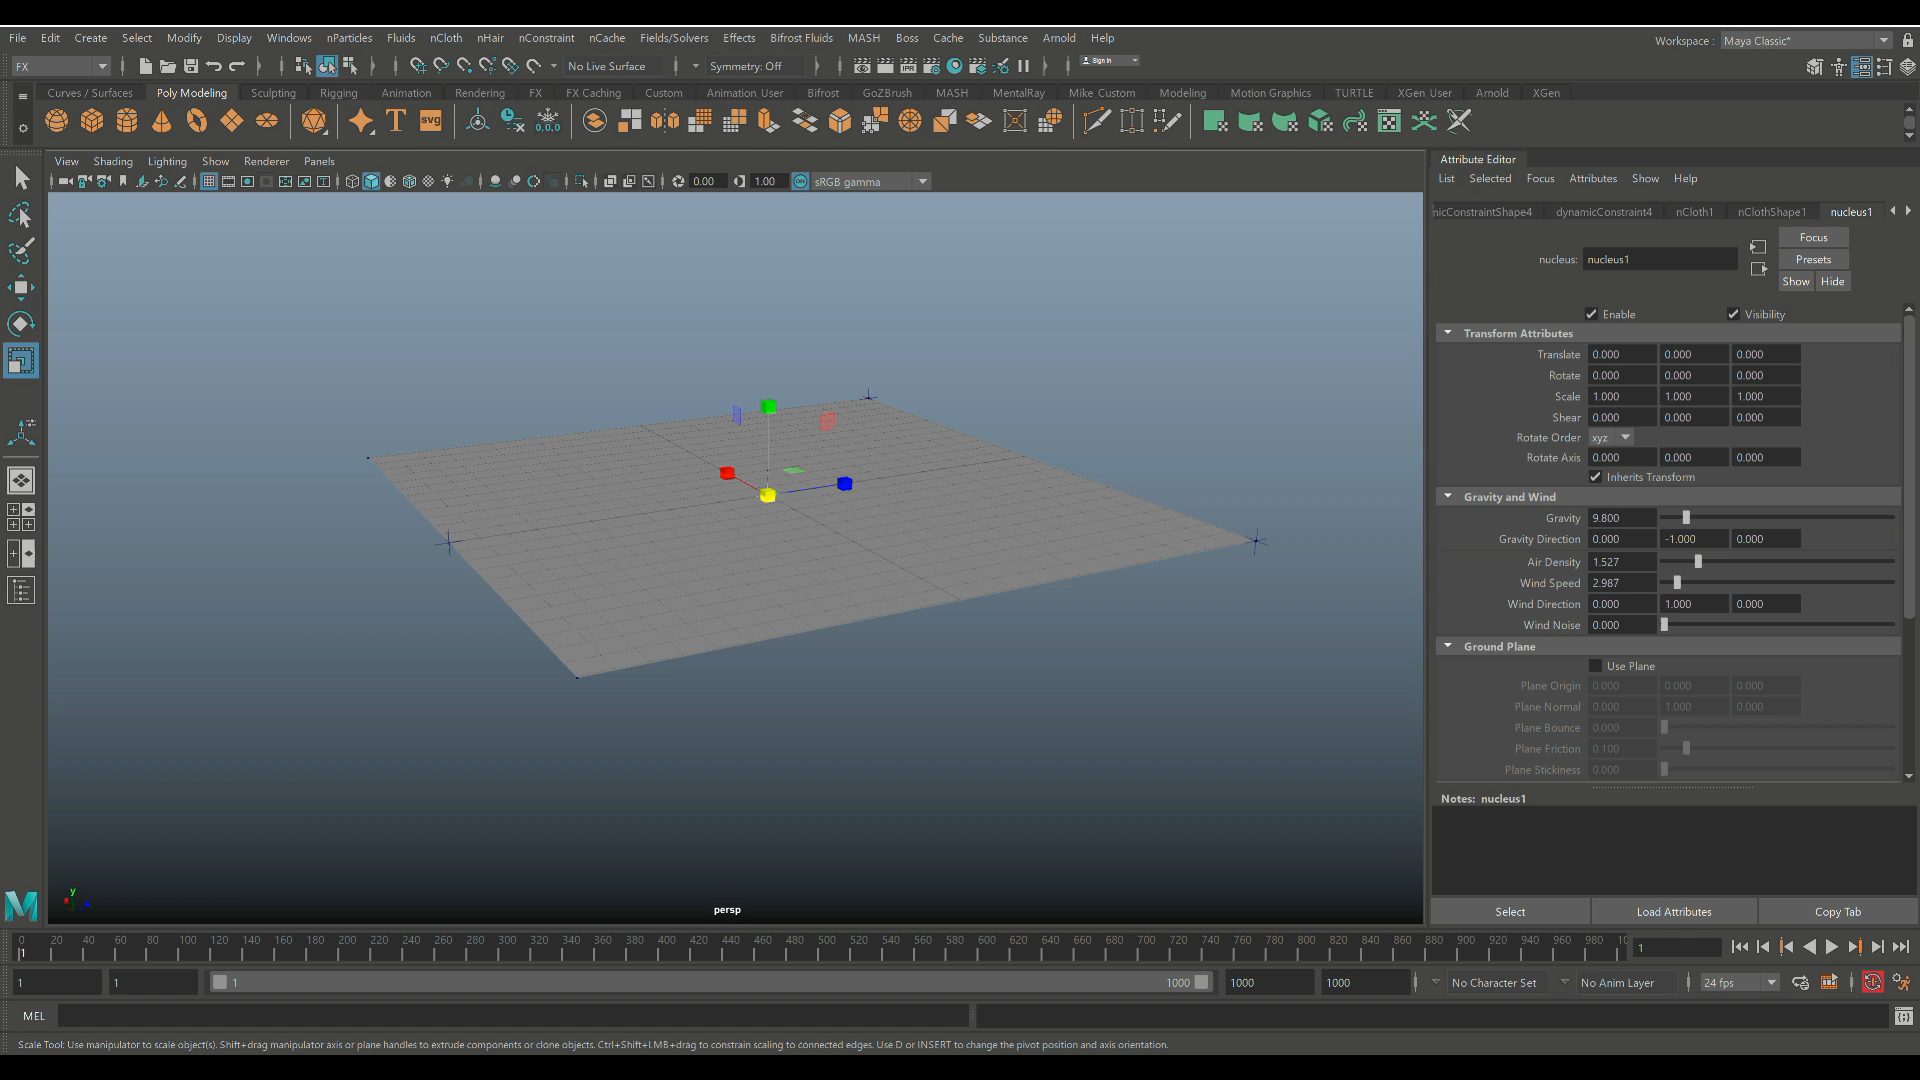 File Edit Create Select Modify Display Windows nParticles Fluids nCloth nHair nConstraint nCache Fields/Solvers Effects Bifrost Fluids MASH Boss Cache Substance Arnold Help
Workspace : Maya Classic*
FX No Live Surface Symmetry: Off Sign in
Curves / Surfaces Poly Modeling Sculpting Rigging Animation Rendering FX FX Caching Custom Animation_User Bifrost GoZBrush MASH MentalRay Mike_Custom Modeling Motion Graphics TURTLE XGen_User Arnold XGen
T svg 0,0,0
View Shading Lighting Show Renderer Panels
0.00 1.00 ON sRGB gamma
Attribute Editor
List Selected Focus Attributes Show Help
nicConstraintShape4 dynamicConstraint4 nCloth1 nClothShape1 nucleus1
Focus
nucleus: nucleus1 Presets
Show Hide
Enable Visibility
Transform Attributes
Translate 0.000 0.000 0.000
Rotate 0.000 0.000 0.000
Scale 1.000 1.000 1.000
Shear 0.000 0.000 0.000
Rotate Order xyz
Rotate Axis 0.000 0.000 0.000
Inherits Transform
Gravity and Wind
Gravity 9.800
Gravity Direction 0.000 -1.000 0.000
Air Density 1.527
Wind Speed 2.987
Wind Direction 0.000 1.000 0.000
Wind Noise 0.000
Ground Plane
Use Plane
Plane Origin 0.000 0.000 0.000
Plane Normal 0.000 1.000 0.000
Plane Bounce 0.000
Plane Friction 0.100
Plane Stickiness 0.000
Notes: nucleus1
Select Load Attributes Copy Tab
y
persp
M
0 20 40 60 80 100 120 140 160 180 200 220 240 260 280 300 320 340 360 380 400 420 440 460 480 500 520 540 560 580 600 620 640 660 680 700 720 740 760 780 800 820 840 860 880 900 920 940 960 980 10
1 1
1 1 1 1000 1000 1000 No Character Set No Anim Layer 24 fps
MEL
Scale Tool: Use manipulator to scale object(s). Shift+drag manipulator axis or plane handles to extrude components or clone objects. Ctrl+Shift+LMB+drag to constrain scaling to connected edges. Use D or INSERT to change the pivot position and axis orientation.